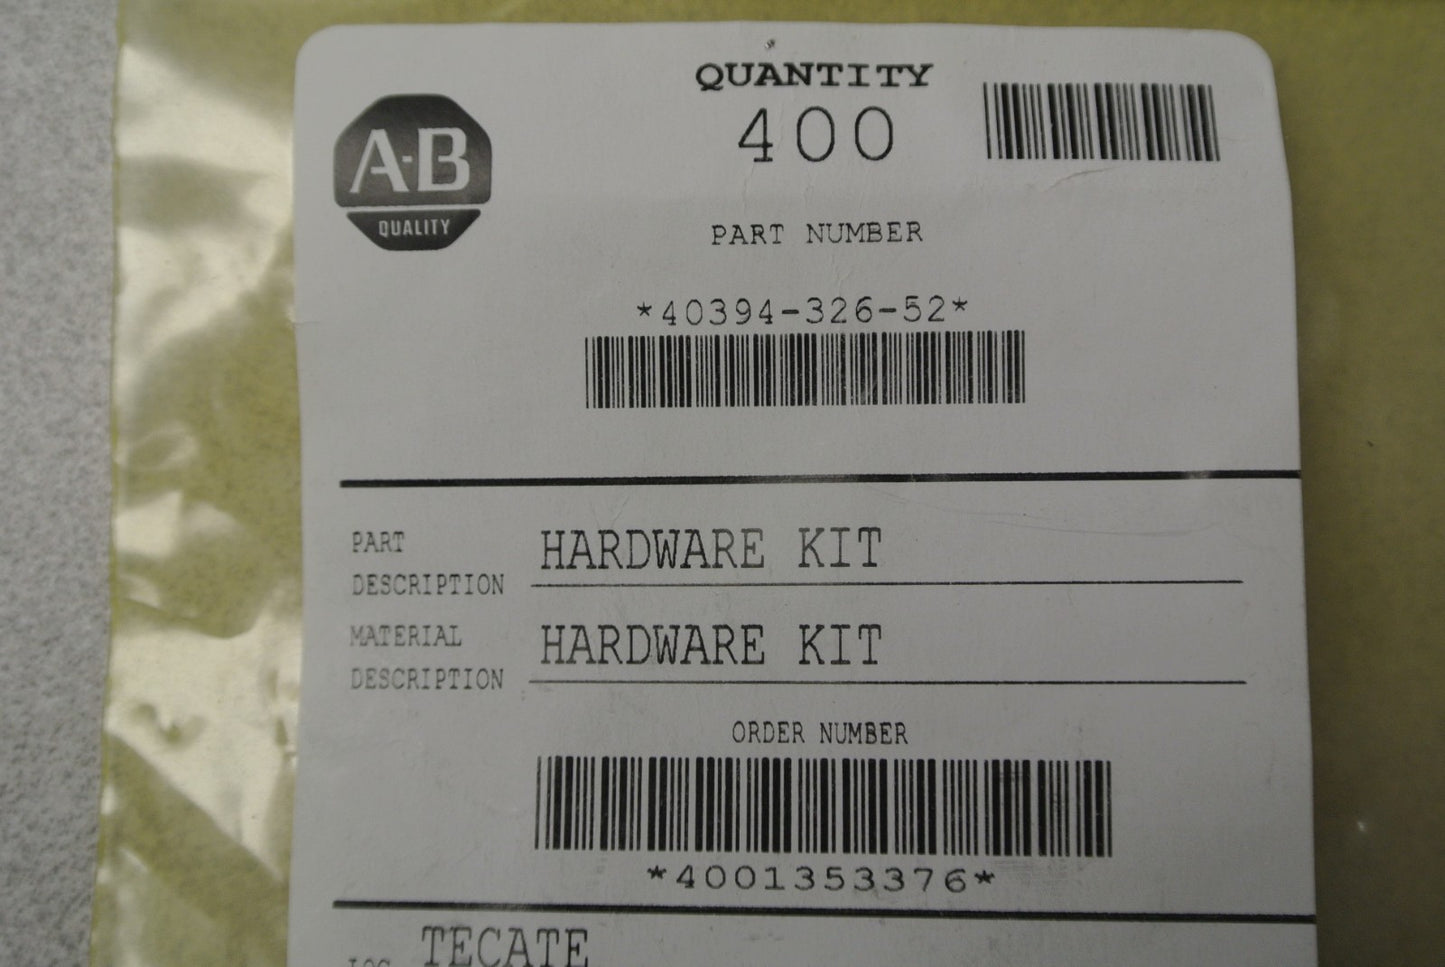 A-B
QUALITY
QUANTITY
400
PART NUMBER
*40394-326-52*
PART
DESCRIPTION
HARDWARE KIT
MATERIAL
DESCRIPTION
HARDWARE KIT
ORDER NUMBER
*4001353376*
LOC TECATE